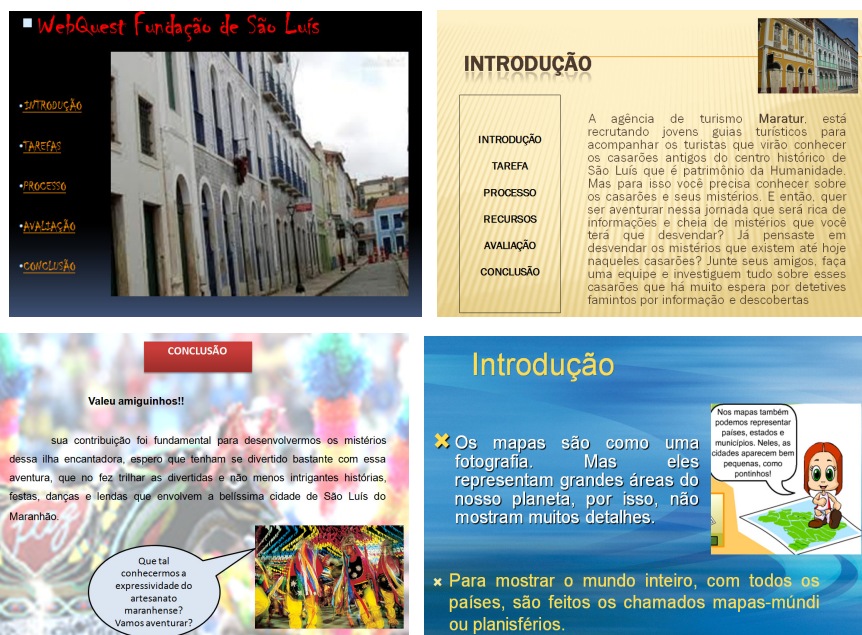 WebQuest Fundação de São Luís
•INTRODUÇÃO
•TAREFAS
•PROCESSO
•AVALIAÇÃO
•CONCLUSÃO
INTRODUÇÃO
INTRODUÇÃO
TAREFA
PROCESSO
RECURSOS
AVALIAÇÃO
CONCLUSÃO
A agência de turismo Maratur, está
recrutando jovens guias turísticos para
acompanhar os turistas que virão conhecer
os casarões antigos do centro histórico de
São Luís que é patrimônio da Humanidade.
Mas para isso você precisa conhecer sobre
os casarões e seus mistérios. E então, quer
ser aventurar nessa jornada que será rica de
informações e cheia de mistérios que você
terá que desvendar? Já pensaste em
desvendar os mistérios que existem até hoje
naqueles casarões? Junte seus amigos, faça
uma equipe e investiguem tudo sobre esses
casarões que há muito espera por detetives
famintos por informação e descobertas
CONCLUSÃO
Valeu amiguinhos!!
sua contribuição foi fundamental para desenvolvermos os mistérios
dessa ilha encantadora, espero que tenham se divertido bastante com essa
aventura, que no fez trilhar as divertidas e não menos intrigantes histórias,
festas, danças e lendas que envolvem a belíssima cidade de São Luís do
Maranhão.
Que tal
conhecermos a
expressividade do
artesanato
maranhense?
Vamos aventurar?
Introdução
Os mapas são como uma
fotografia. Mas eles
representam grandes áreas do
nosso planeta, por isso, não
mostram muitos detalhes.
Nos mapas também
podemos representar
países, estados e
municípios. Neles, as
cidades aparecem bem
pequenas, como
pontinhos!
Para mostrar o mundo inteiro, com todos os
países, são feitos os chamados mapas-múndi
ou planisférios.